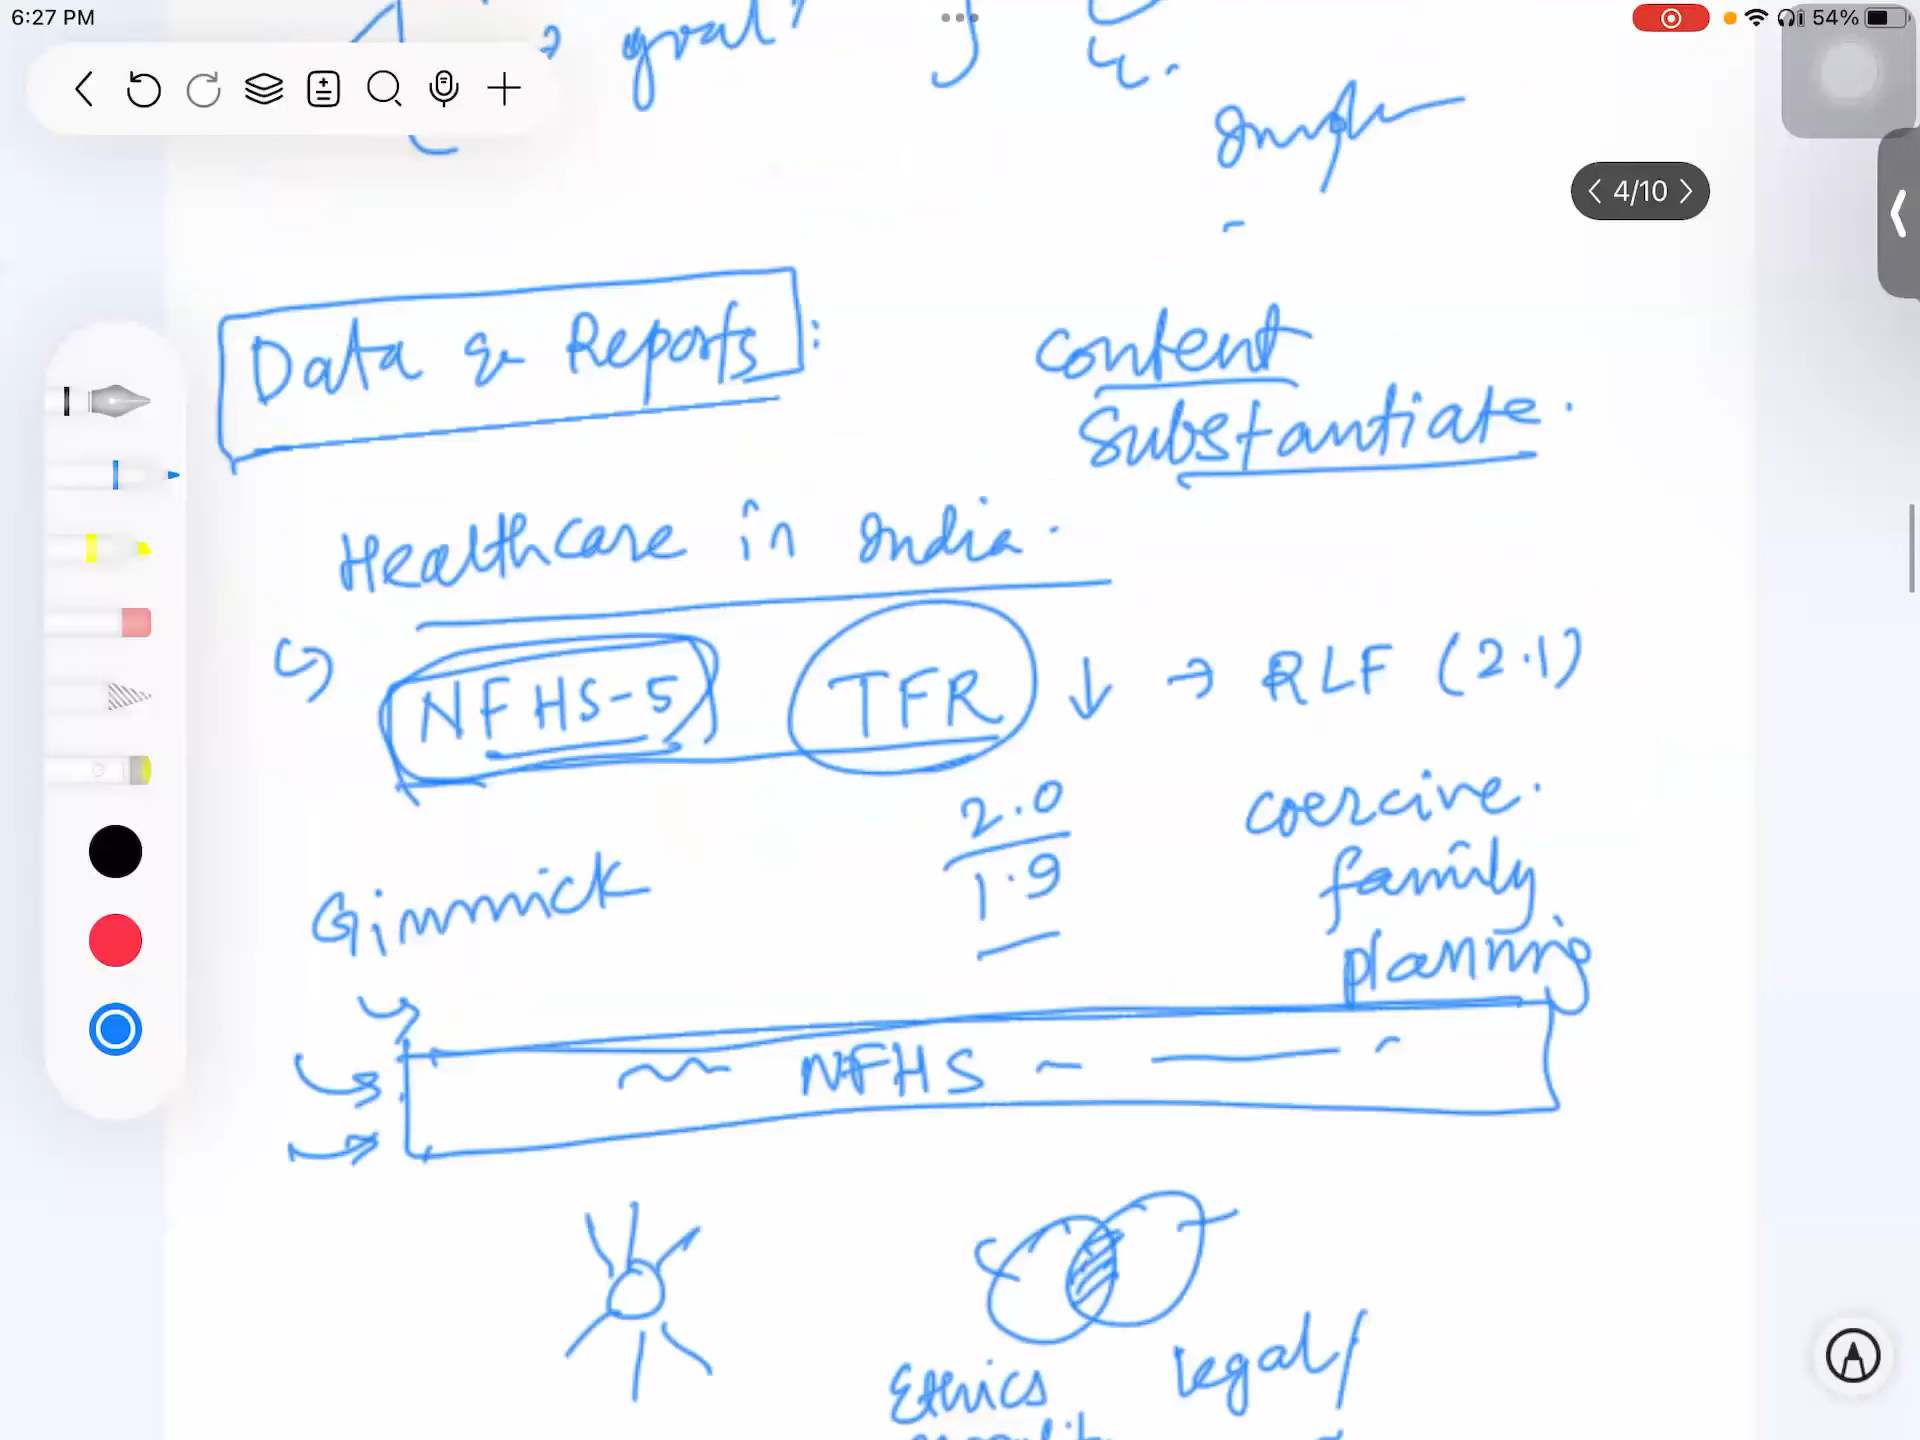 6:27 PM
54%
goal?
4/10
Data & Reports:
content
Substantiate.
Healthcare in India.
NFHS-5 TFR ↓ → RLF (2.1)
2.0
1.9
coercive.
family
planning
Gimmick
NFHS
Ethics
legal/